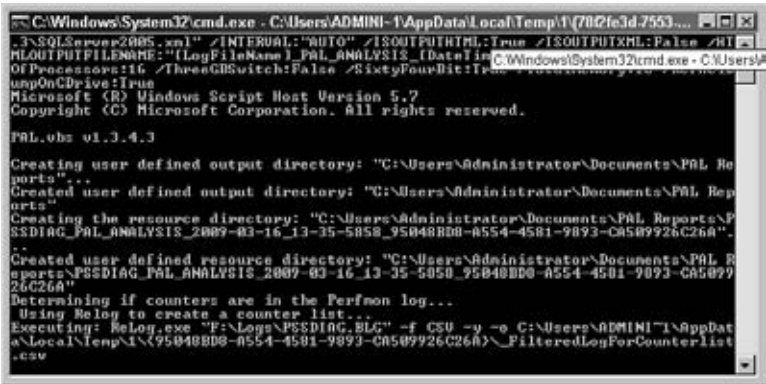 C:\Windows\System32\cmd.exe - C:\Users\ADMINI~1\AppData\Local\Temp\1\{78f2fe3d-7553-....
.3\SQLServer2005.xml" /INTERVAL:"AUTO" /ISOUTPUTHTML:True /ISOUTPUTXML:False /HT
MLOUTPUTFILENAME:"[LogFileName]_PAL_ANALYSIS_[DateTim
C:\Windows\System32\cmd.exe - C:\Users\A
OfProcessors:16 /ThreeGBSwitch:False /SixtyFourBit:Tr
umpOnCDrive:True
Microsoft (R) Windows Script Host Version 5.7
Copyright (C) Microsoft Corporation. All rights reserved.
PAL.vbs v1.3.4.3
Creating user defined output directory: "C:\Users\Administrator\Documents\PAL Re
ports"...
Created user defined output directory: "C:\Users\Administrator\Documents\PAL Rep
orts"
Creating the resource directory: "C:\Users\Administrator\Documents\PAL Reports\P
SSDIAG_PAL_ANALYSIS_2009-03-16_13-35-5858_95048BD8-A554-4581-9893-CA509926C26A".
..
Created user defined resource directory: "C:\Users\Administrator\Documents\PAL R
eports\PSSDIAG_PAL_ANALYSIS_2009-03-16_13-35-5858_95048BD8-A554-4581-9893-CA5099
26C26A"
Determining if counters are in the Perfmon log...
Using Relog to create a counter list...
Executing: ReLog.exe "F:\Logs\PSSDIAG.BLG" -f CSV -y -o C:\Users\ADMINI~1\AppDat
a\Local\Temp\1\{95048BD8-A554-4581-9893-CA509926C26A}\_FilteredLogForCounterlist
.csv